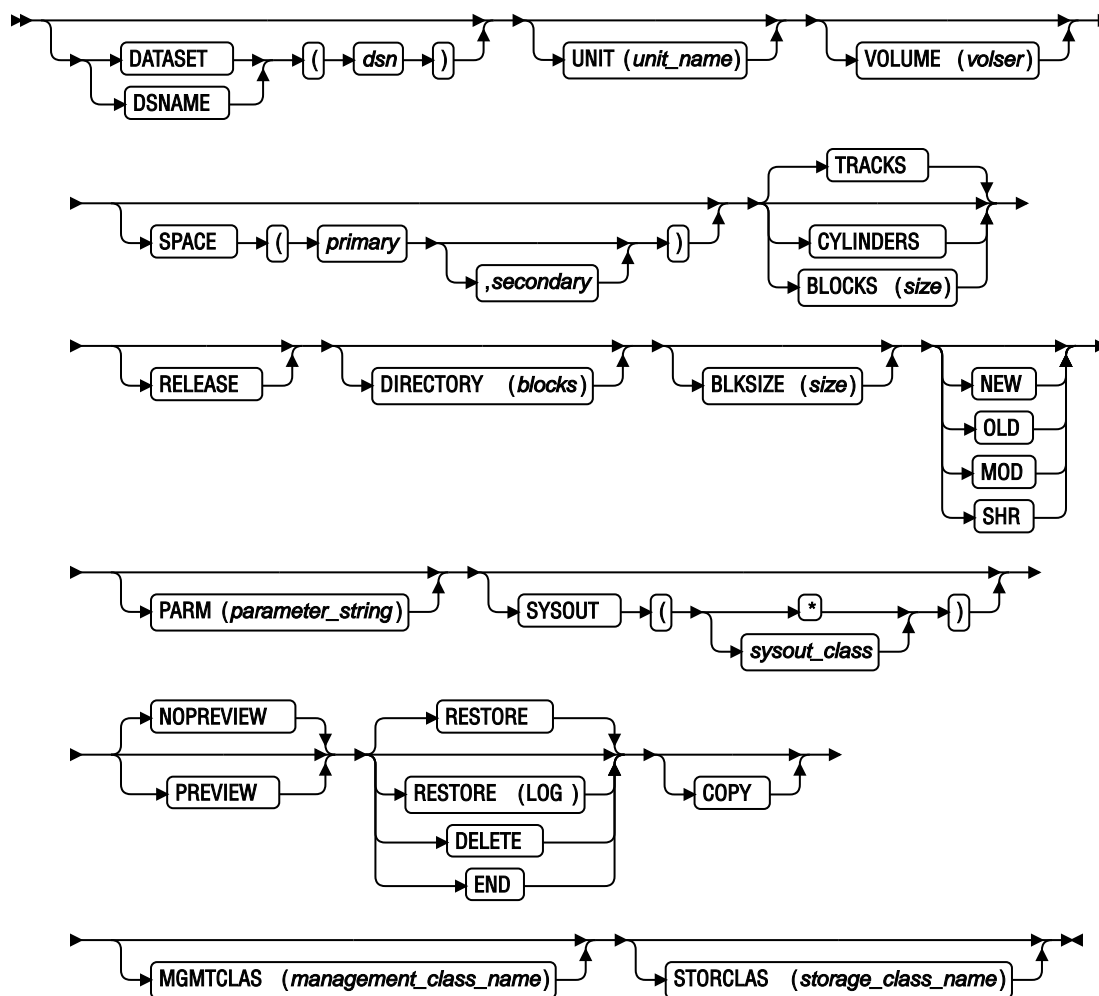 DATASET ( dsn ) UNIT (unit_name) VOLUME (volser)
DSNAME
TRACKS
SPACE ( primary ) CYLINDERS
,secondary BLOCKS (size)
RELEASE DIRECTORY (blocks) BLKSIZE (size) NEW
OLD
MOD
SHR
PARM (parameter_string) SYSOUT ( * )
sysout_class
NOPREVIEW RESTORE
PREVIEW RESTORE (LOG ) COPY
DELETE
END
MGMTCLAS (management_class_name) STORCLAS (storage_class_name)